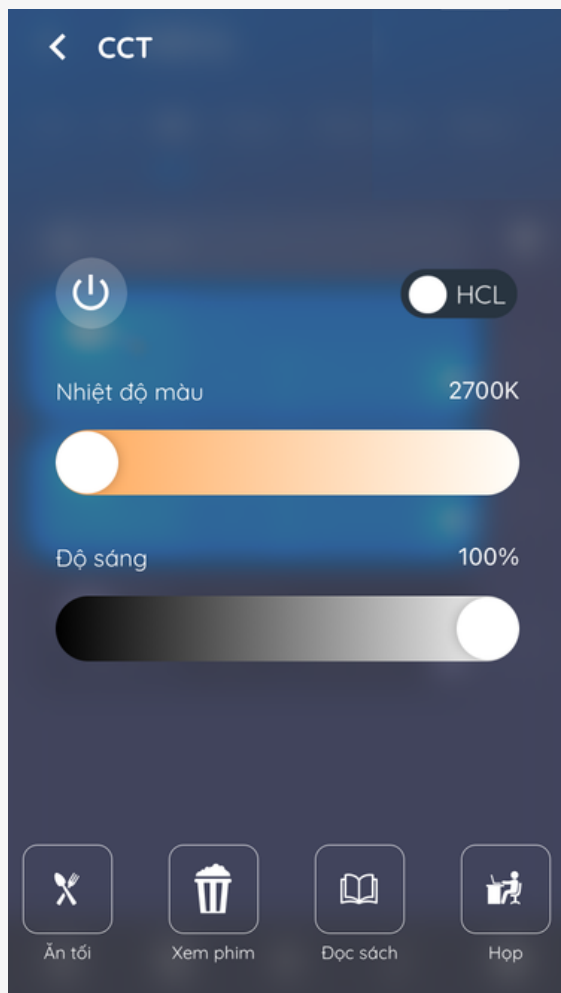 CCT
HCL
Nhiệt độ màu 2700K
Độ sáng 100%
Ăn tối Xem phim Đọc sách Họp